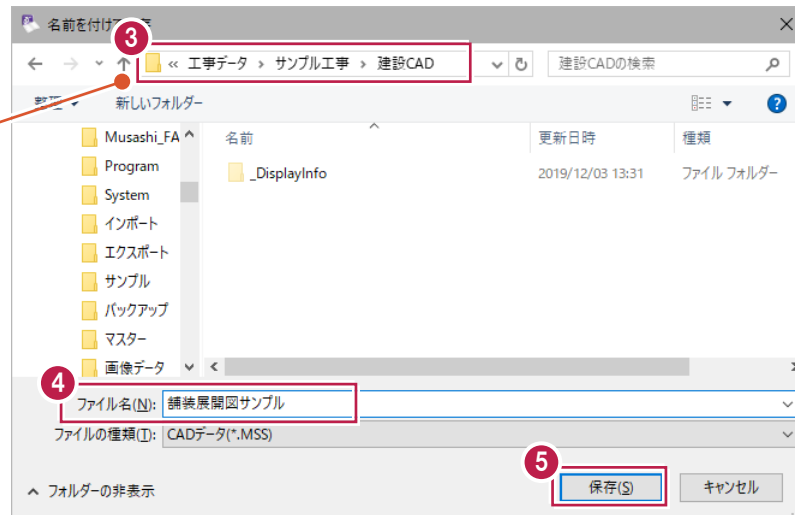 名前を付けて
3
« 工事データ › サンプル工事 › 建設CAD
建設CADの検索
新しいフォルダー
名前
更新日時
種類
Musashi_FA
Program
System
インポート
エクスポート
サンプル
バックアップ
マスター
画像データ
_DisplayInfo
2019/12/03 13:31
ファイル フォルダー
4
ファイル名(N): 舗装展開図サンプル
ファイルの種類(T): CADデータ(*.MSS)
5
フォルダーの非表示
保存(S)
キャンセル